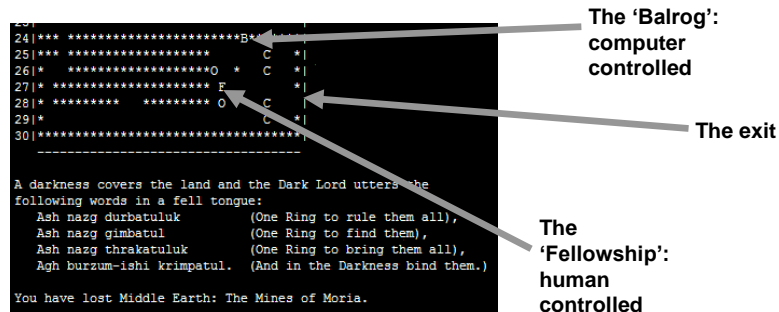 24|*** ***********************B*******|
25|*** *******************       C   *|
26|*   *******************O  *   C   *|
27|* ********************* F         *|
28|* *********   ********* O     C    |
29|*                             C   *|
30|***********************************|
-----------------------------------
A darkness covers the land and the Dark Lord utters the
following words in a fell tongue:
Ash nazg durbatuluk (One Ring to rule them all),
Ash nazg gimbatul (One Ring to find them),
Ash nazg thrakatuluk (One Ring to bring them all),
Agh burzum-ishi krimpatul. (And in the Darkness bind them.)
You have lost Middle Earth: The Mines of Moria.
The ‘Balrog’:
computer
controlled
The exit
The
‘Fellowship’:
human
controlled